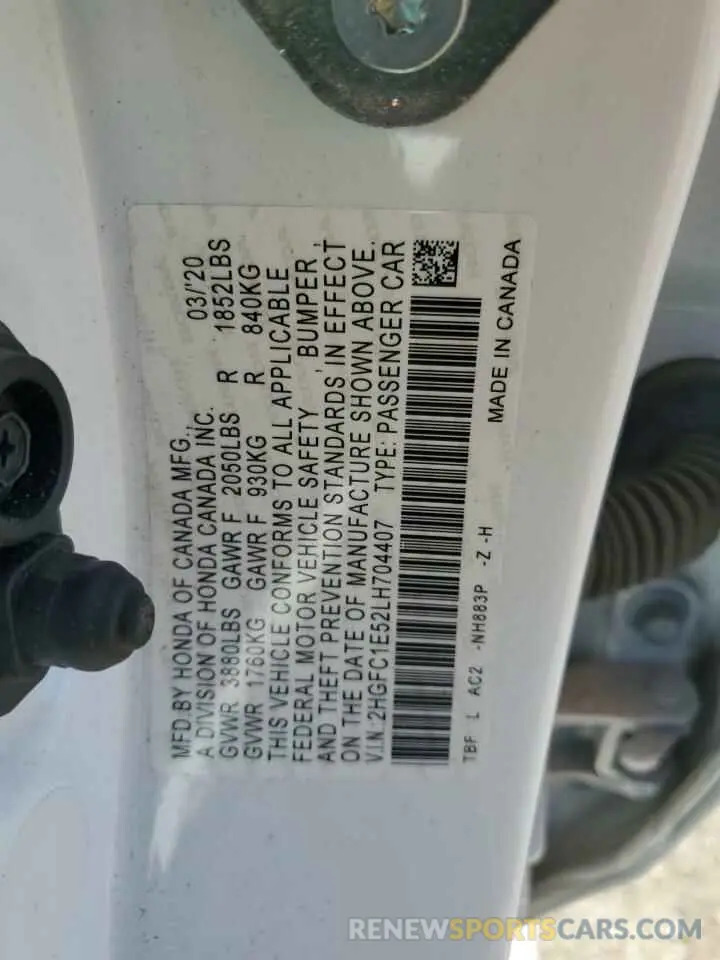 MFD.BY HONDA OF CANADA MFG., 03/'20
A DIVISION OF HONDA CANADA INC.
GVWR 3880LBS GAWR F 2050LBS R 1852LBS
GVWR 1760KG GAWR F 930KG R 840KG
THIS VEHICLE CONFORMS TO ALL APPLICABLE
FEDERAL MOTOR VEHICLE SAFETY , BUMPER ,
AND THEFT PREVENTION STANDARDS IN EFFECT
ON THE DATE OF MANUFACTURE SHOWN ABOVE.
V.I.N.:2HGFC1E52LH704407 TYPE: PASSENGER CAR
TBF L AC2 -NH883P -Z -H
MADE IN CANADA
RENEWSPORTSCARS.COM